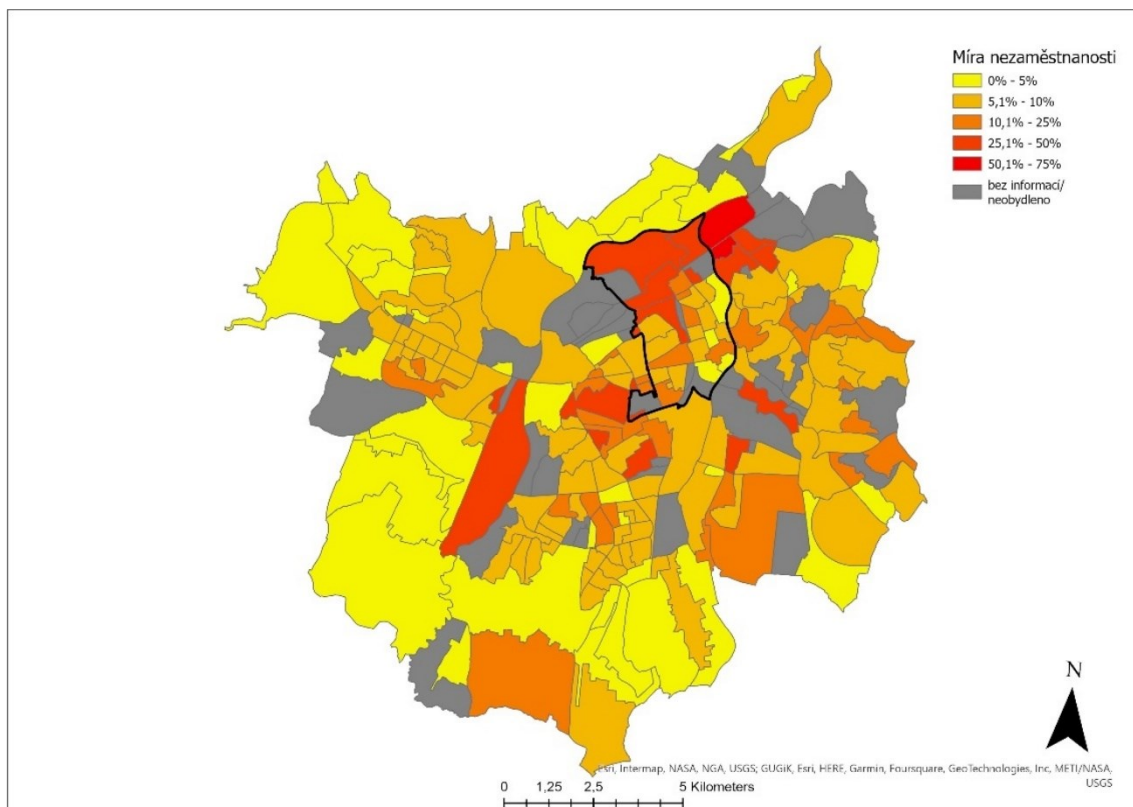 Míra nezaměstnanosti
0% - 5%
5,1% - 10%
10,1% - 25%
25,1% - 50%
50,1% - 75%
bez informací/
neobydleno
N
Esri, Intermap, NASA, NGA, USGS; GUGiK, Esri, HERE, Garmin, Foursquare, GeoTechnologies, Inc, METI/NASA,
USGS
0 1,25 2,5 5 Kilometers